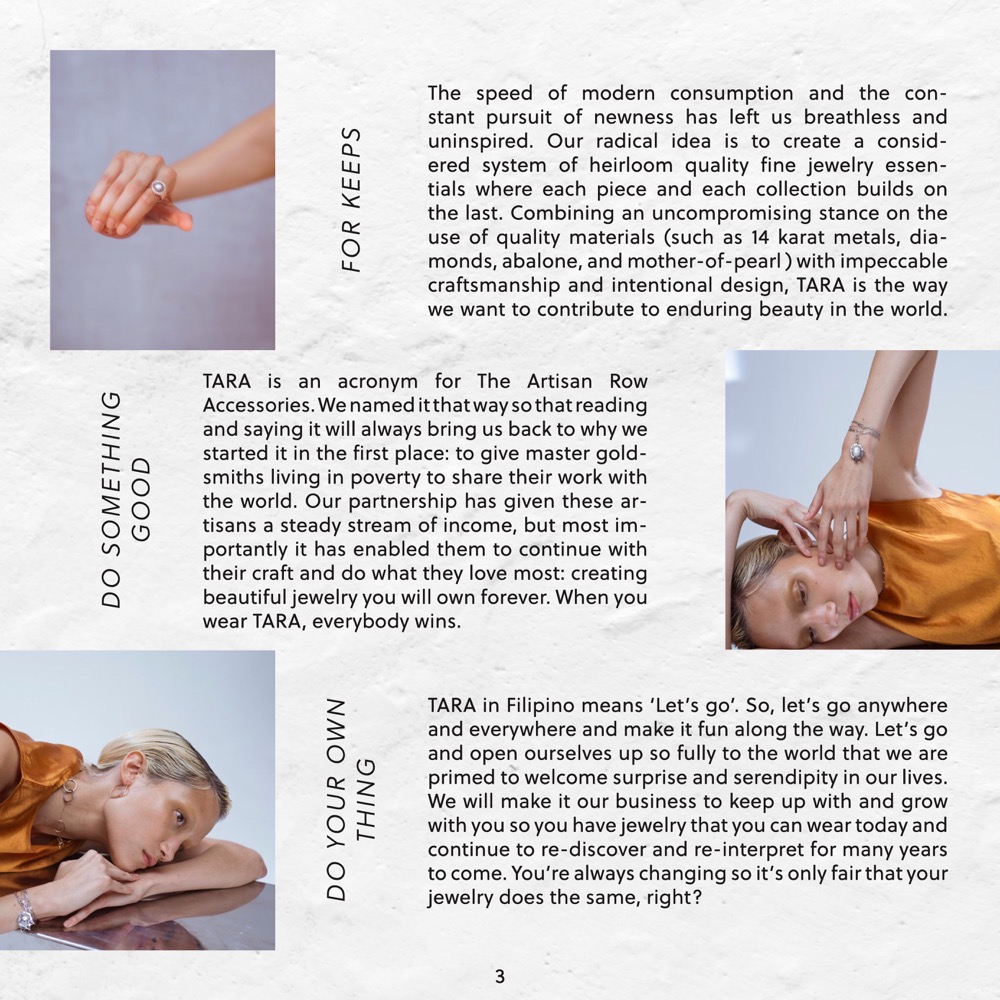 FOR KEEPS
The speed of modern consumption and the con-
stant pursuit of newness has left us breathless and
uninspired. Our radical idea is to create a consid-
ered system of heirloom quality fine jewelry essen-
tials where each piece and each collection builds on
the last. Combining an uncompromising stance on the
use of quality materials (such as 14 karat metals, dia-
monds, abalone, and mother-of-pearl) with impeccable
craftsmanship and intentional design, TARA is the way
we want to contribute to enduring beauty in the world.
DO SOMETHING
GOOD
TARA is an acronym for The Artisan Row
Accessories. We named it that way so that reading
and saying it will always bring us back to why we
started it in the first place: to give master gold-
smiths living in poverty to share their work with
the world. Our partnership has given these ar-
tisans a steady stream of income, but most im-
portantly it has enabled them to continue with
their craft and do what they love most: creating
beautiful jewelry you will own forever. When you
wear TARA, everybody wins.
DO YOUR OWN
THING
TARA in Filipino means ‘Let’s go’. So, let’s go anywhere
and everywhere and make it fun along the way. Let’s go
and open ourselves up so fully to the world that we are
primed to welcome surprise and serendipity in our lives.
We will make it our business to keep up with and grow
with you so you have jewelry that you can wear today and
continue to re-discover and re-interpret for many years
to come. You’re always changing so it’s only fair that your
jewelry does the same, right?
3